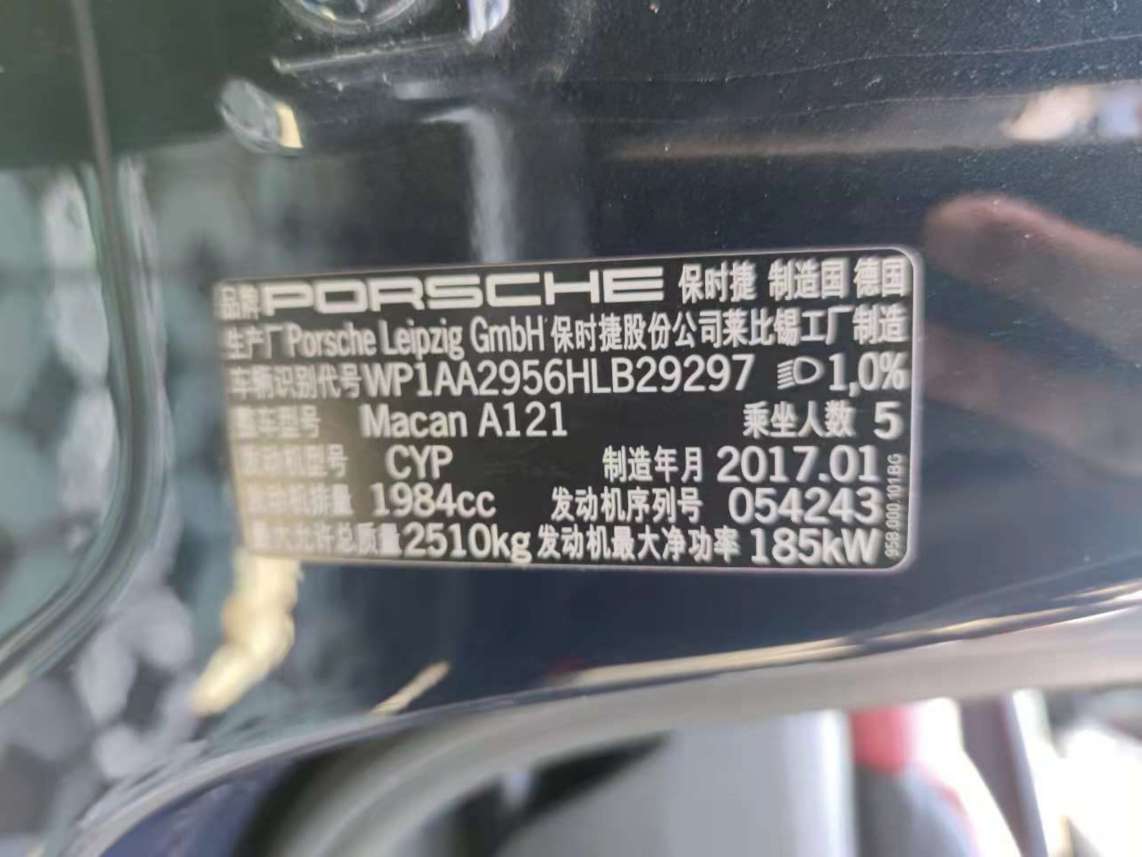 品牌PORSCHE 保时捷 制造国 德国
生产厂Porsche Leipzig GmbH 保时捷股份公司莱比锡工厂制造
车辆识别代号WP1AA2956HLB29297 1,0%
整车型号 Macan A121 乘坐人数 5
发动机型号 CYP 制造年月 2017.01
发动机排量 1984cc 发动机序列号 054243
最大允许总质量2510kg 发动机最大净功率 185kW
958.000.101.BG